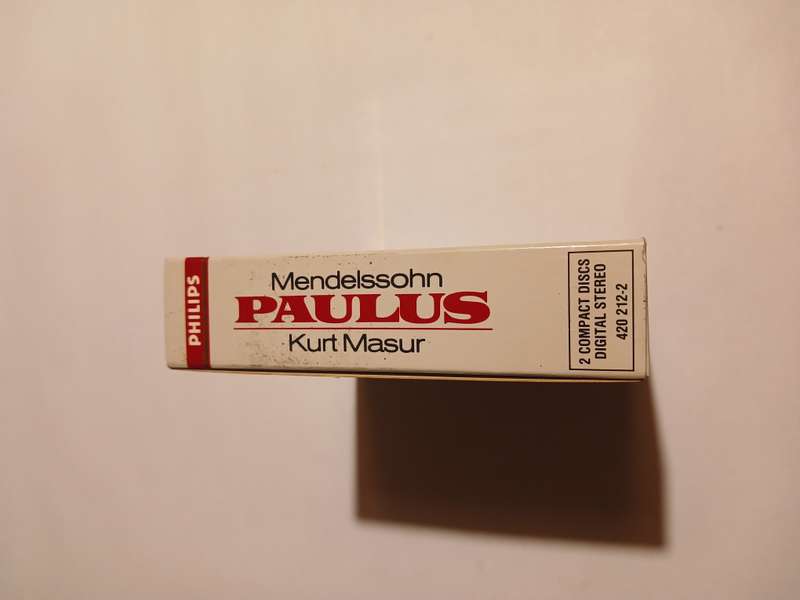 PHILIPS
Mendelssohn
PAULUS
Kurt Masur
2 COMPACT DISCS
DIGITAL STEREO
420 212-2